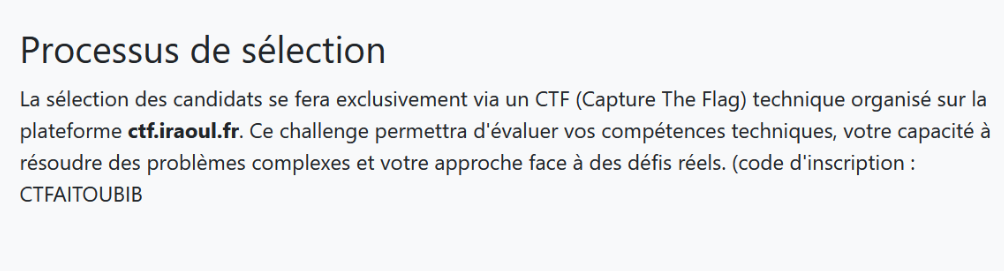 Processus de sélection
La sélection des candidats se fera exclusivement via un CTF (Capture The Flag) technique organisé sur la
plateforme ctf.iraoul.fr. Ce challenge permettra d'évaluer vos compétences techniques, votre capacité à
résoudre des problèmes complexes et votre approche face à des défis réels. (code d'inscription :
CTFAITOUBIB